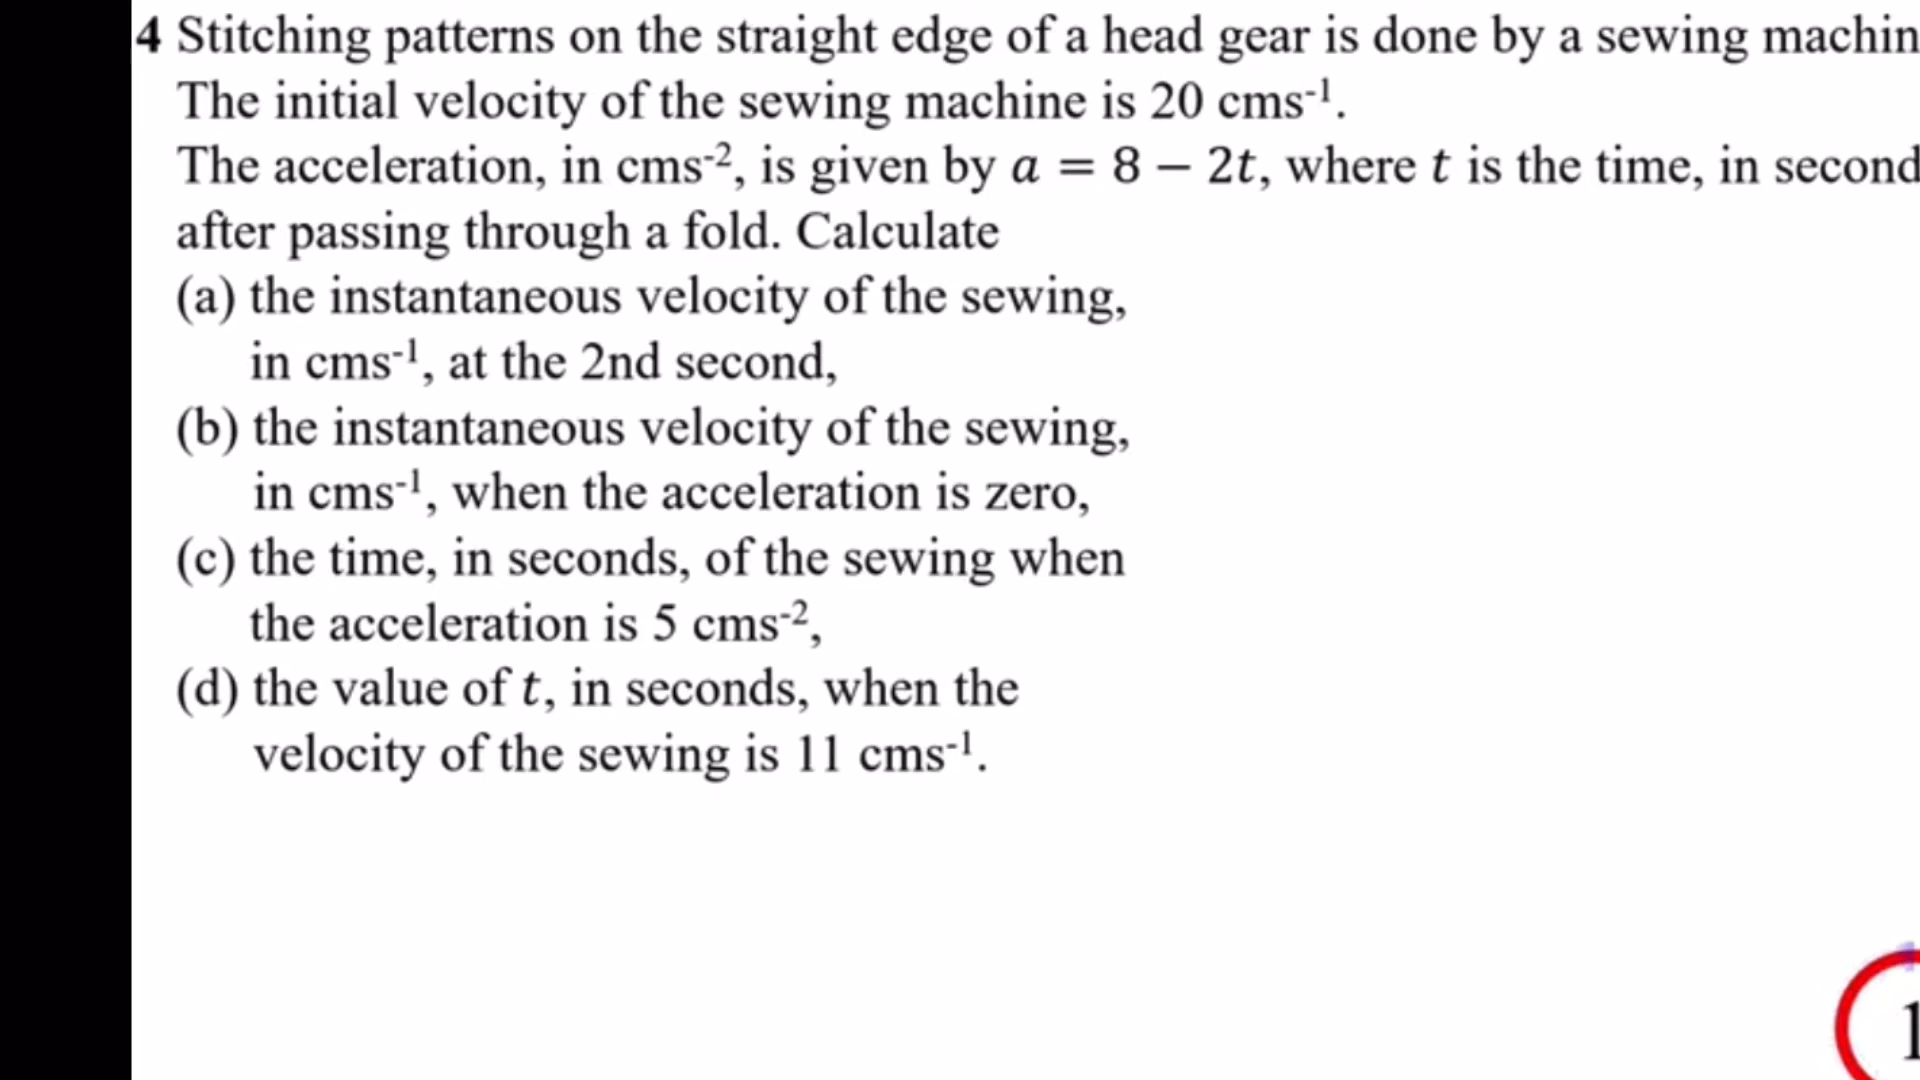 4 Stitching patterns on the straight edge of a head gear is done by a sewing machin
The initial velocity of the sewing machine is 20 cms⁻¹.
The acceleration, in cms⁻², is given by a = 8 – 2t, where t is the time, in second
after passing through a fold. Calculate
(a) the instantaneous velocity of the sewing,
in cms⁻¹, at the 2nd second,
(b) the instantaneous velocity of the sewing,
in cms⁻¹, when the acceleration is zero,
(c) the time, in seconds, of the sewing when
the acceleration is 5 cms⁻²,
(d) the value of t, in seconds, when the
velocity of the sewing is 11 cms⁻¹.
1